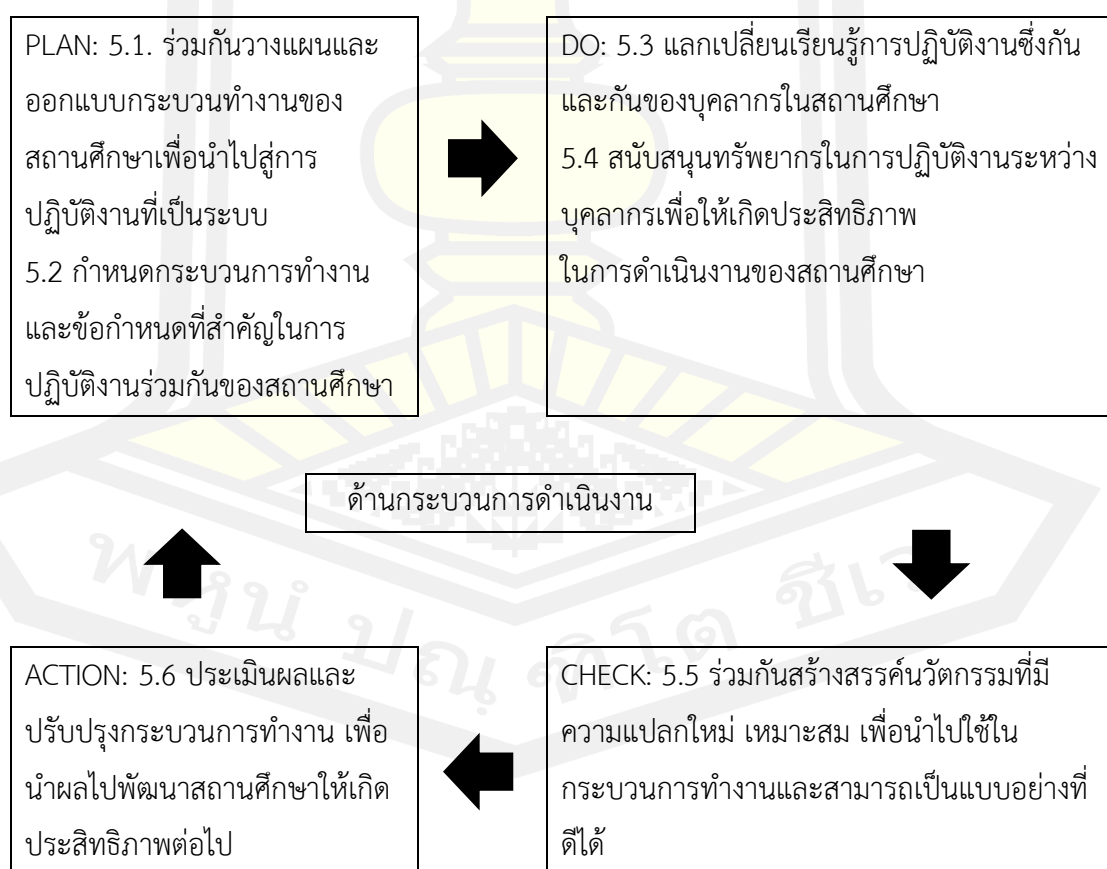 PLAN: 5.1. ร่วมกันวางแผนและ
ออกแบบกระบวนทำงานของ
สถานศึกษาเพื่อนำไปสู่การ
ปฏิบัติงานที่เป็นระบบ
5.2 กำหนดกระบวนการทำงาน
และข้อกำหนดที่สำคัญในการ
ปฏิบัติงานร่วมกันของสถานศึกษา
DO: 5.3 แลกเปลี่ยนเรียนรู้การปฏิบัติงานซึ่งกัน
และกันของบุคลากรในสถานศึกษา
5.4 สนับสนุนทรัพยากรในการปฏิบัติงานระหว่าง
บุคลากรเพื่อให้เกิดประสิทธิภาพ
ในการดำเนินงานของสถานศึกษา
ด้านกระบวนการดำเนินงาน
พหูนํ ปณฺฑิโต ชีเว
ACTION: 5.6 ประเมินผลและ
ปรับปรุงกระบวนการทำงาน เพื่อ
นำผลไปพัฒนาสถานศึกษาให้เกิด
ประสิทธิภาพต่อไป
CHECK: 5.5 ร่วมกันสร้างสรรค์นวัตกรรมที่มี
ความแปลกใหม่ เหมาะสม เพื่อนำไปใช้ใน
กระบวนการทำงานและสามารถเป็นแบบอย่างที่
ดีได้